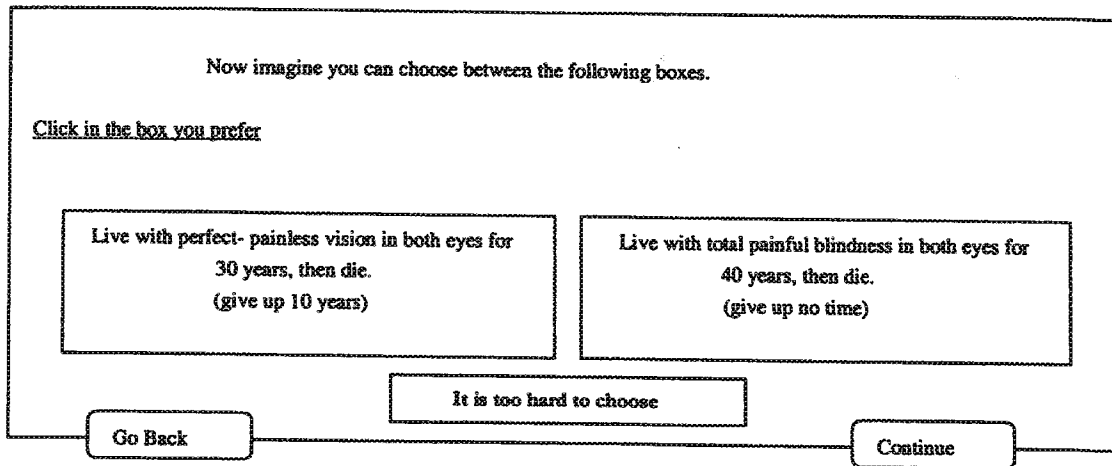 Now imagine you can choose between the following boxes.
Click in the box you prefer
Live with perfect- painless vision in both eyes for
30 years, then die.
(give up 10 years)
Live with total painful blindness in both eyes for
40 years, then die.
(give up no time)
It is too hard to choose
Go Back
Continue